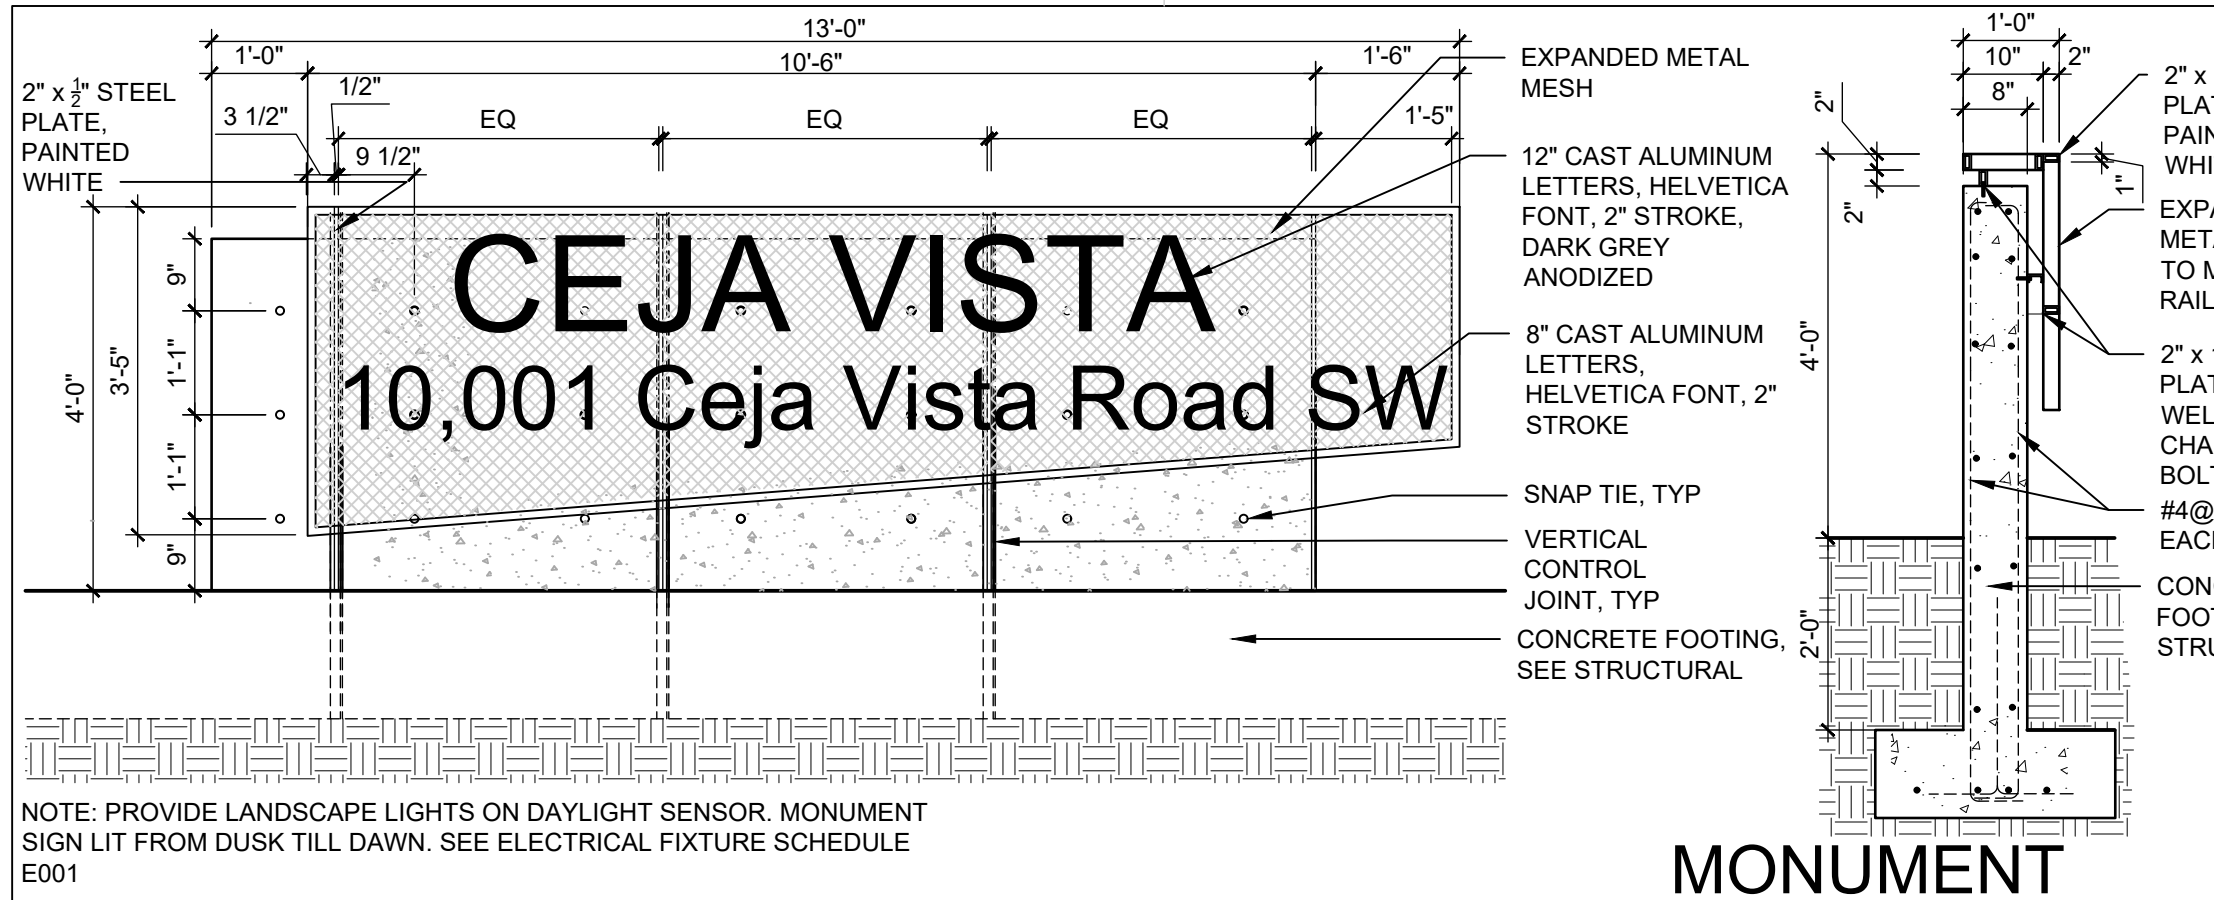 13'-0"
1'-0"
10'-6"
1'-6"
2" x 1/2" STEEL
PLATE,
PAINTED
WHITE
1/2"
3 1/2"
EQ
EQ
EQ
1'-5"
9 1/2"
4'-0"
3'-5"
9"
1'-1"
1'-1"
9"
CEJA VISTA
10,001 Ceja Vista Road SW
EXPANDED METAL
MESH
12" CAST ALUMINUM
LETTERS, HELVETICA
FONT, 2" STROKE,
DARK GREY
ANODIZED
8" CAST ALUMINUM
LETTERS,
HELVETICA FONT, 2"
STROKE
SNAP TIE, TYP
VERTICAL
CONTROL
JOINT, TYP
CONCRETE FOOTING,
SEE STRUCTURAL
NOTE: PROVIDE LANDSCAPE LIGHTS ON DAYLIGHT SENSOR. MONUMENT
SIGN LIT FROM DUSK TILL DAWN. SEE ELECTRICAL FIXTURE SCHEDULE
E001
1'-0"
10"
2"
8"
2"
2"
1"
4'-0"
2'-0"
2" x
EACH
#4@
MONUMENT